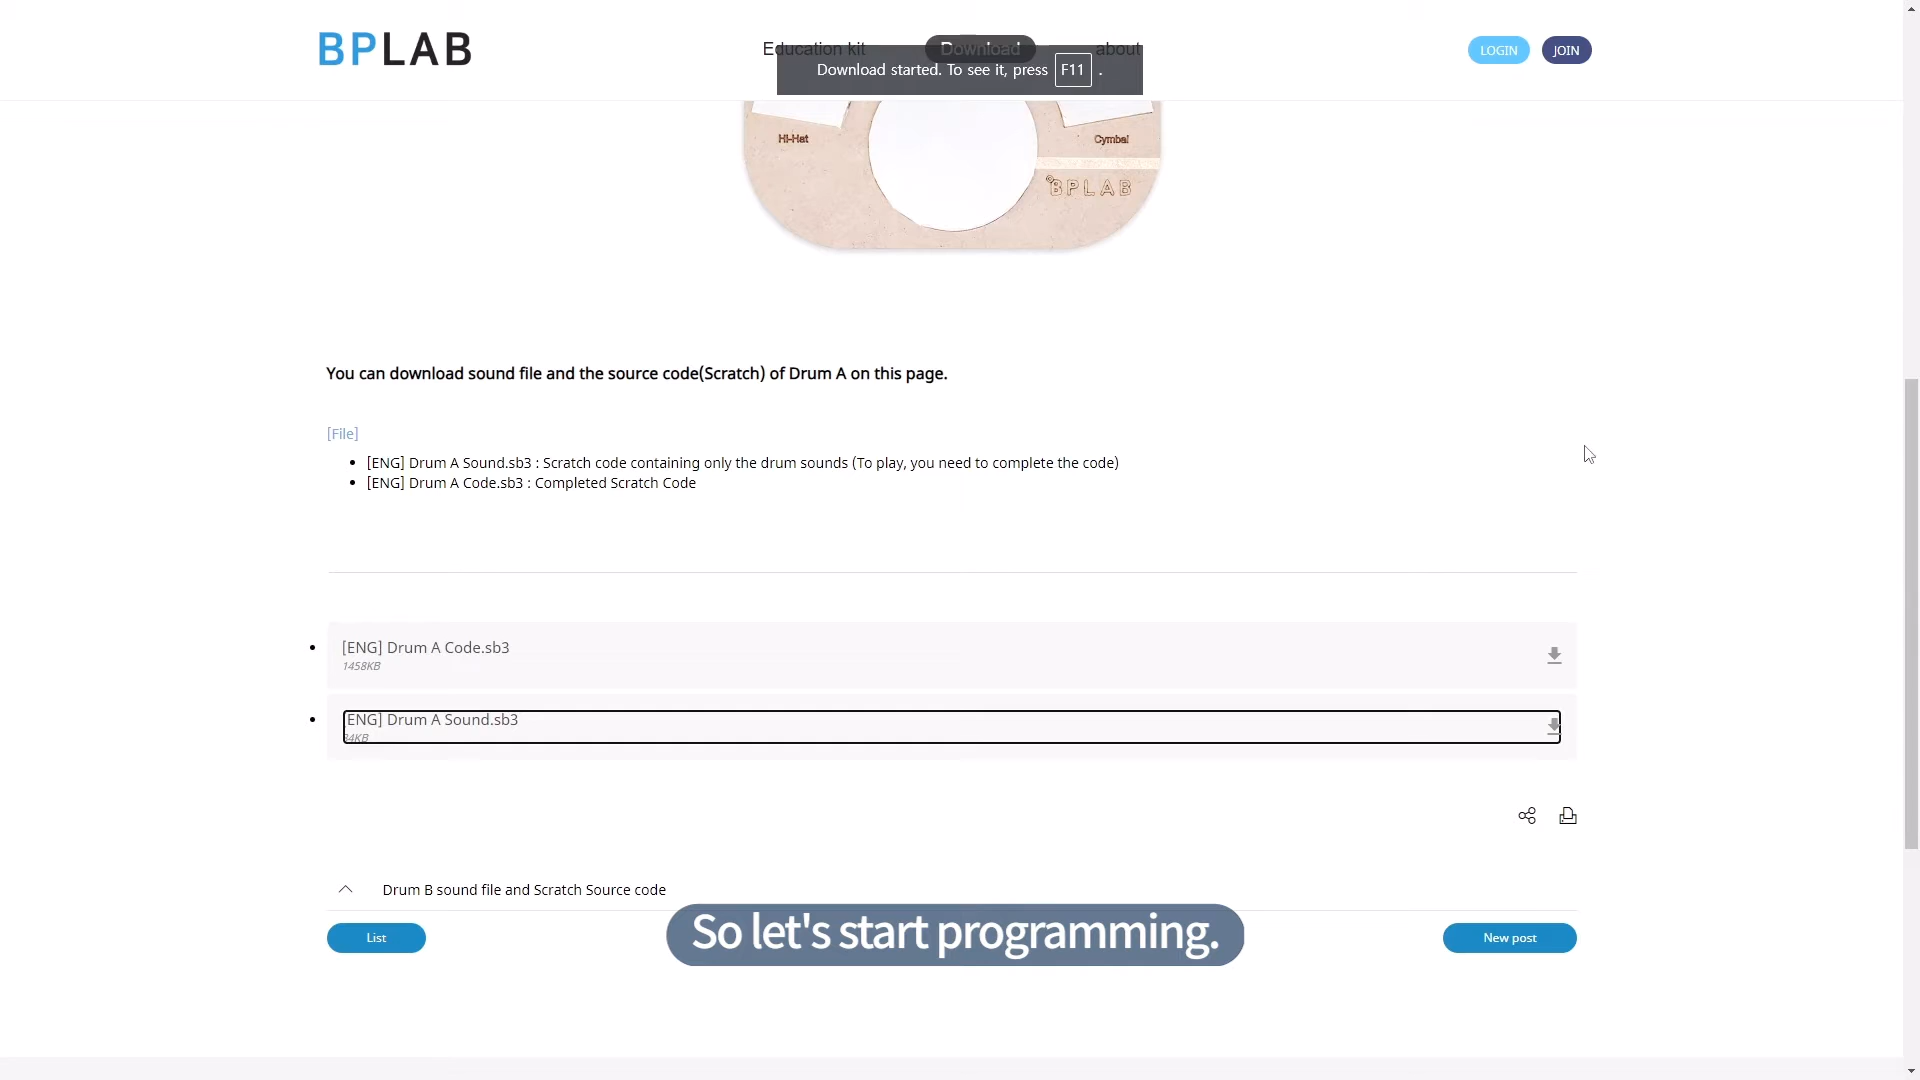 BPLAB
Education kit
Download
about
LOGIN
JOIN
Download started. To see it, press F11 .
Hi-Hat
Cymbal
BPLAB
You can download sound file and the source code(Scratch) of Drum A on this page.
[File]
[ENG] Drum A Sound.sb3 : Scratch code containing only the drum sounds (To play, you need to complete the code)
[ENG] Drum A Code.sb3 : Completed Scratch Code
[ENG] Drum A Code.sb3
1458KB
ENG] Drum A Sound.sb3
Drum B sound file and Scratch Source code
List
So let's start programming.
New post